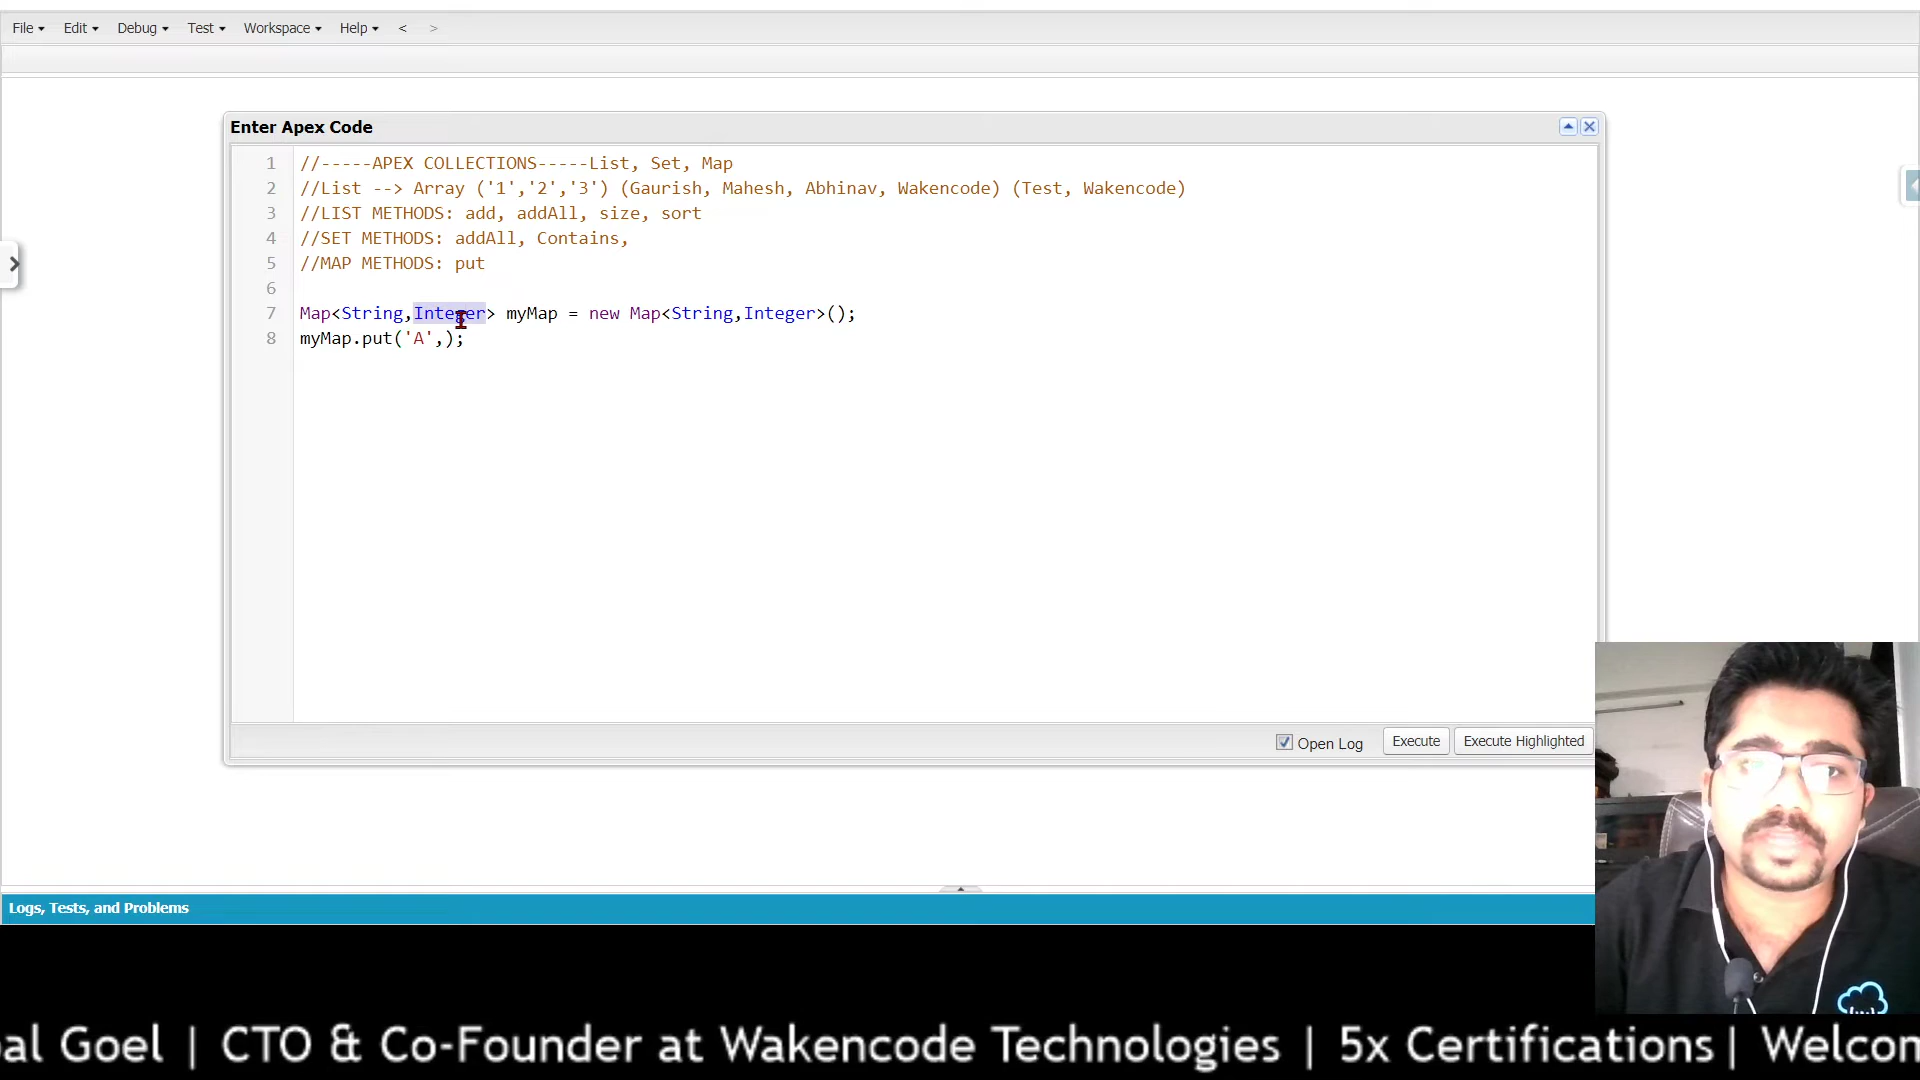 File Edit Debug Test Workspace Help < >
Enter Apex Code
1 //-----APEX COLLECTIONS-----List, Set, Map
2 //List --> Array ('1','2','3') (Gaurish, Mahesh, Abhinav, Wakencode) (Test, Wakencode)
3 //LIST METHODS: add, addAll, size, sort
4 //SET METHODS: addAll, Contains,
5 //MAP METHODS: put
6
7 Map<String,Integer> myMap = new Map<String,Integer>();
8 myMap.put('A',);
Open Log Execute Execute Highlighted
Logs, Tests, and Problems
al Goel | CTO & Co-Founder at Wakencode Technologies | 5x Certifications| Welcom